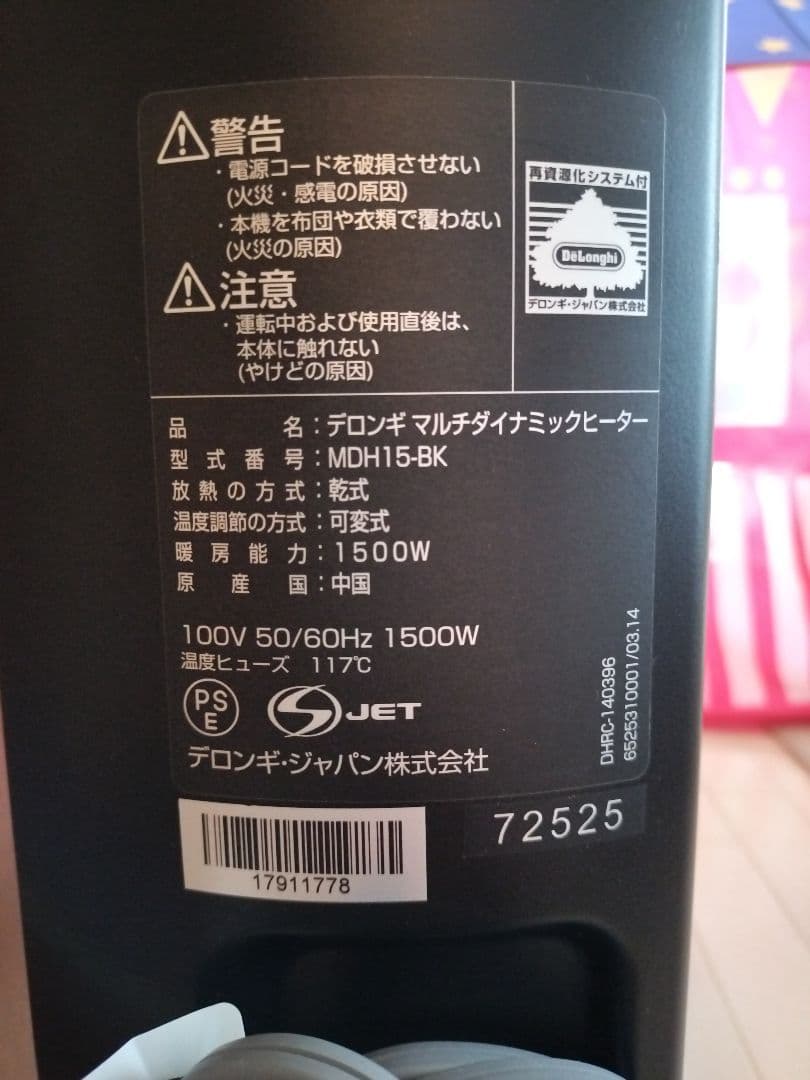 警告
・電源コードを破損させない
(火災・感電の原因)
・本機を布団や衣類で覆わない
(火災の原因)
注意
・運転中および使用直後は、
本体に触れない
(やけどの原因)
再資源化システム付
DeLonghi
デロンギ・ジャパン株式会社
品名：デロンギ マルチダイナミックヒーター
型式番号：MDH15-BK
放熱の方式：乾式
温度調節の方式：可変式
暖房能力：1500W
原産国：中国
100V 50/60Hz 1500W
温度ヒューズ 117℃
PS
E
S JET
デロンギ・ジャパン株式会社
DHRC-140396
6525310001/03.14
17911778
72525